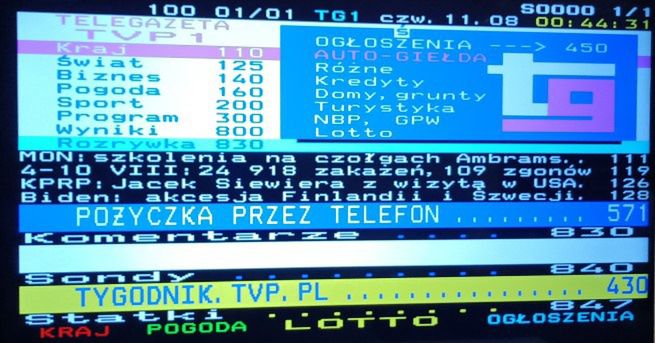 100 01/01 TG1 czw. 11.08 S0000 1/1
TELEGAZETA 00:44:31
TVP1
Kraj 110
Świat 125
Biznes 140
Pogoda 160
Sport 200
Program 300
Wyniki 800
Rozrywka 830
OGŁOSZENIA ---> 450
AUTO-GIEŁDA
Różne
Kredyty
Domy, grunty
Turystyka
NBP, GPW
Lotto
tg
MON: szkolenia na czołgach Ambrams.. 111
4-10 VIII: 24 918 zakażeń, 109 zgonów 119
KPRP: Jacek Siewiera z wizytą w USA. 126
Biden: akcesja Finlandii i Szwecji. 128
POŻYCZKA PRZEZ TELEFON ......... 571
Komentarze .... 830
Sondy ......... 840
TYGODNIK.TVP.PL ................ 430
Statki ........ 847
KRAJ POGODA LOTTO OGŁOSZENIA